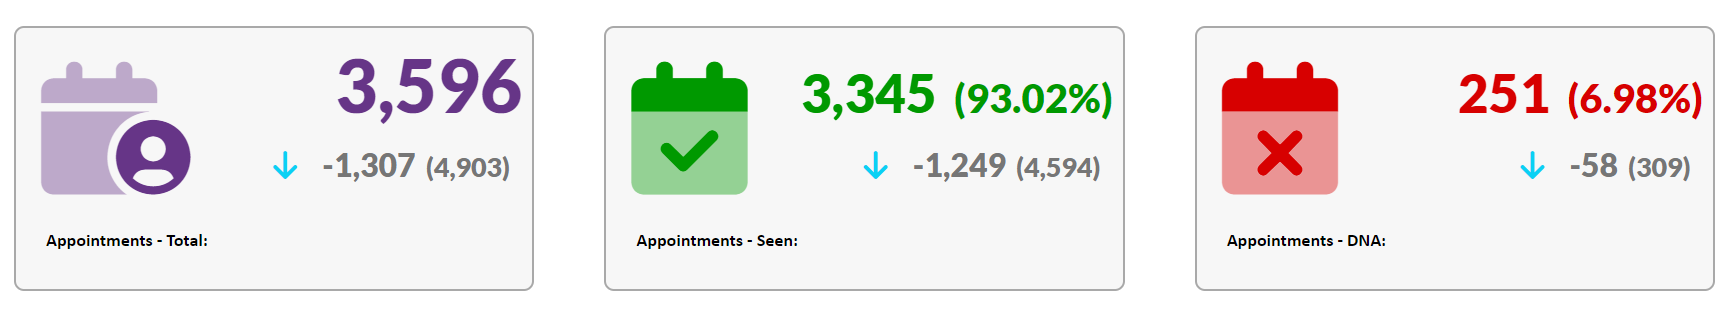 3,596
-1,307 (4,903)
Appointments - Total:
3,345 (93.02%)
-1,249 (4,594)
Appointments - Seen:
251 (6.98%)
-58 (309)
Appointments - DNA: